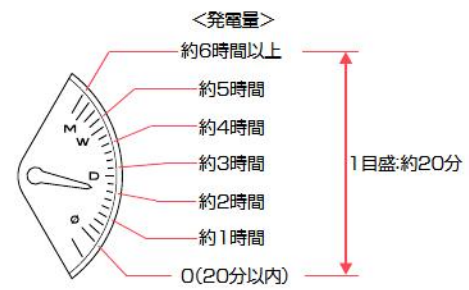 <発電量>
約6時間以上
約5時間
約4時間
約3時間
約2時間
約1時間
0(20分以内)
1目盛:約20分
M
W
D
ø